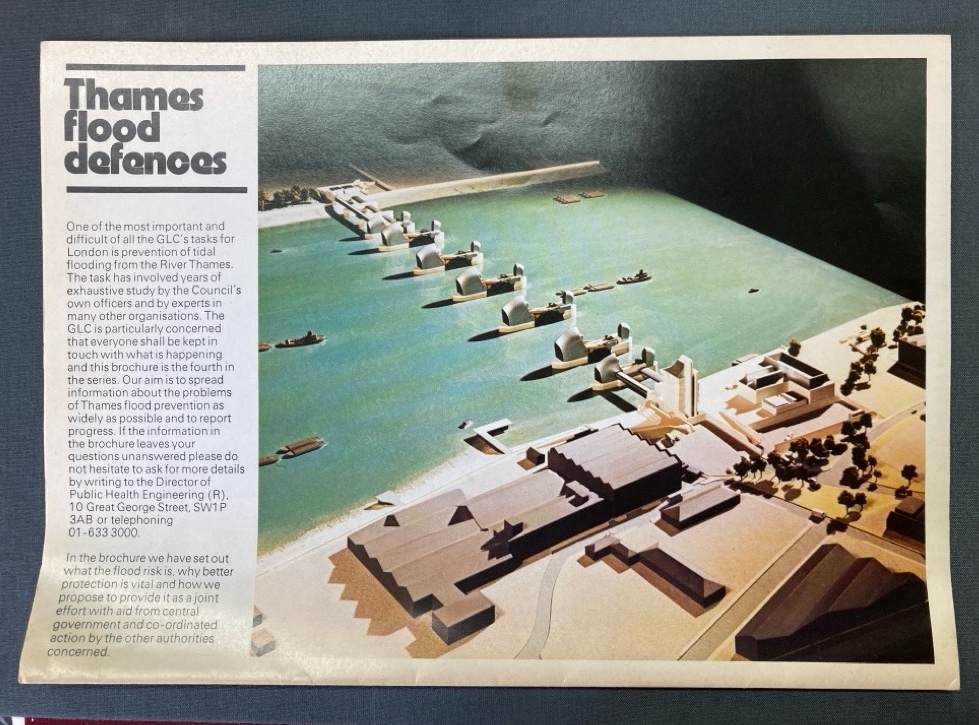 Thames
flood
defences
One of the most important and
difficult of all the GLC's tasks for
London is prevention of tidal
flooding from the River Thames.
The task has involved years of
exhaustive study by the Council's
own officers and by experts in
many other organisations. The
GLC is particularly concerned
that everyone shall be kept in
touch with what is happening
and this brochure is the fourth in
the series. Our aim is to spread
information about the problems
of Thames flood prevention as
widely as possible and to report
progress. If the information in
the brochure leaves your
questions unanswered please do
not hesitate to ask for more details
by writing to the Director of
Public Health Engineering (R),
10 Great George Street, SW1P
3AB or telephoning
01-633 3000.
In the brochure we have set out
what the flood risk is, why better
protection is vital and how we
propose to provide it as a joint
effort with aid from central
government and co-ordinated
action by the other authorities
concerned.